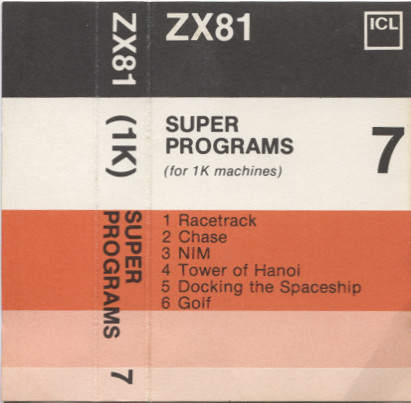 ZX81 (1K) SUPER
PROGRAMS 7
ZX81
ICL
SUPER
PROGRAMS
(for 1K machines)
7
1 Racetrack
2 Chase
3 NIM
4 Tower of Hanoi
5 Docking the Spaceship
6 Golf